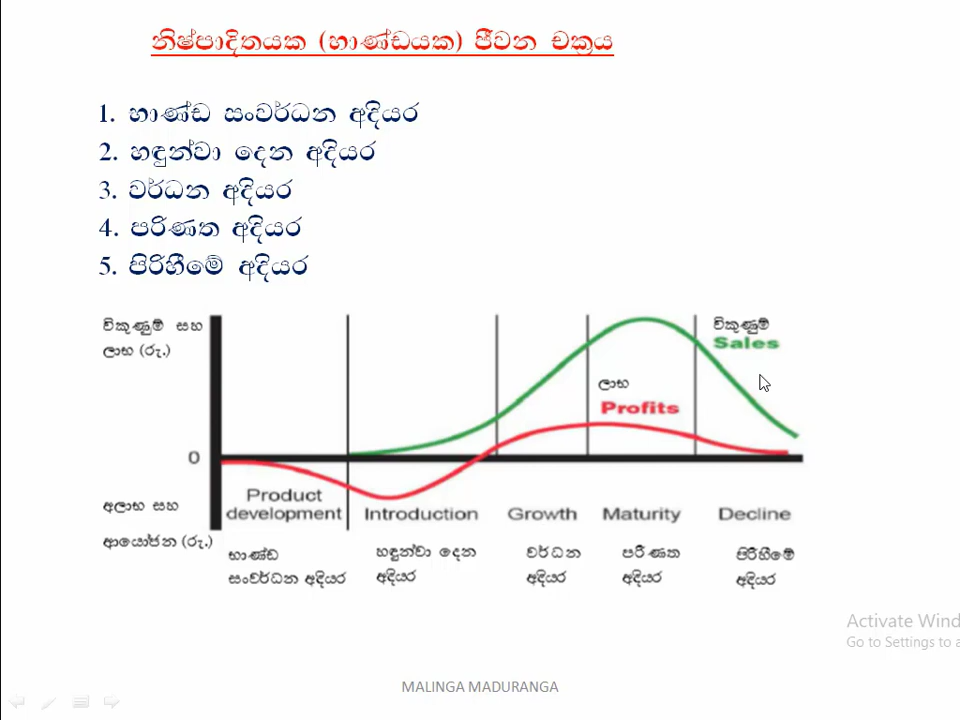 නිෂ්පාදිතයක (භාණ්ඩයක) ජීවන චක්‍රය
1. භාණ්ඩ සංවර්ධන අදියර
2. හඳුන්වා දෙන අදියර
3. වර්ධන අදියර
4. පරිණත අදියර
5. පිරිහීමේ අදියර
විකුණුම් සහ
ලාභ (රු.)
විකුණුම්
Sales
ලාභ
Profits
0
අලාභ සහ
ආයෝජන (රු.)
Product
development
Introduction
Growth
Maturity
Decline
භාණ්ඩ
සංවර්ධන අදියර
හඳුන්වා දෙන
අදියර
වර්ධන
අදියර
පරීණත
අදියර
පිරිහීමේ
අදියර
Activate Wind
Go to Settings to a
MALINGA MADURANGA